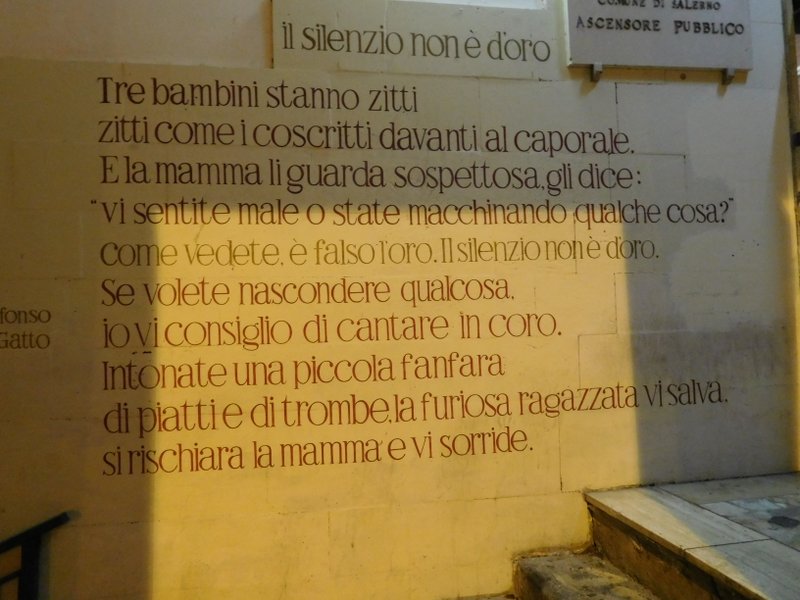 COMUNE DI SALERNO
ASCENSORE PUBBLICO
il silenzio non è d'oro
Tre bambini stanno zitti
zitti come i coscritti davanti al caporale.
E la mamma li guarda sospettosa, gli dice:
"vi sentite male o state macchinando qualche cosa?"
come vedete, è falso l'oro. Il silenzio non è d'oro.
Se volete nascondere qualcosa,
io vi consiglio di cantare in coro.
Intonate una piccola fanfara
di piatti e di trombe, la furiosa ragazzata vi salva,
si rischiara la mamma e vi sorride.
fonso
Gatto